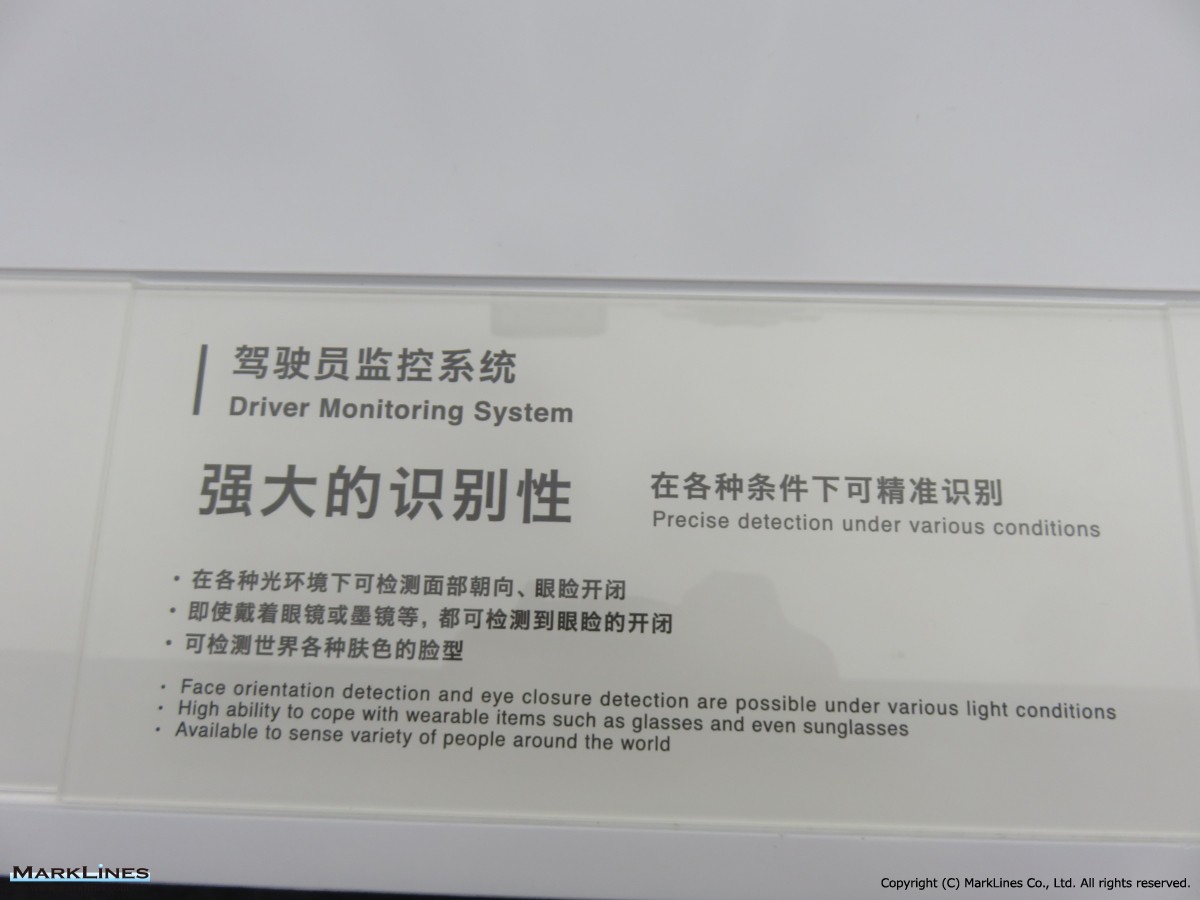 驾驶员监控系统
Driver Monitoring System
强大的识别性
在各种条件下可精准识别
Precise detection under various conditions
・在各种光环境下可检测面部朝向、眼睑开闭
・即使戴着眼镜或墨镜等，都可检测到眼睑的开闭
・可检测世界各种肤色的脸型
・Face orientation detection and eye closure detection are possible under various light conditions
・High ability to cope with wearable items such as glasses and even sunglasses
・Available to sense variety of people around the world
MARKLINES
Copyright (C) MarkLines Co., Ltd. All rights reserved.